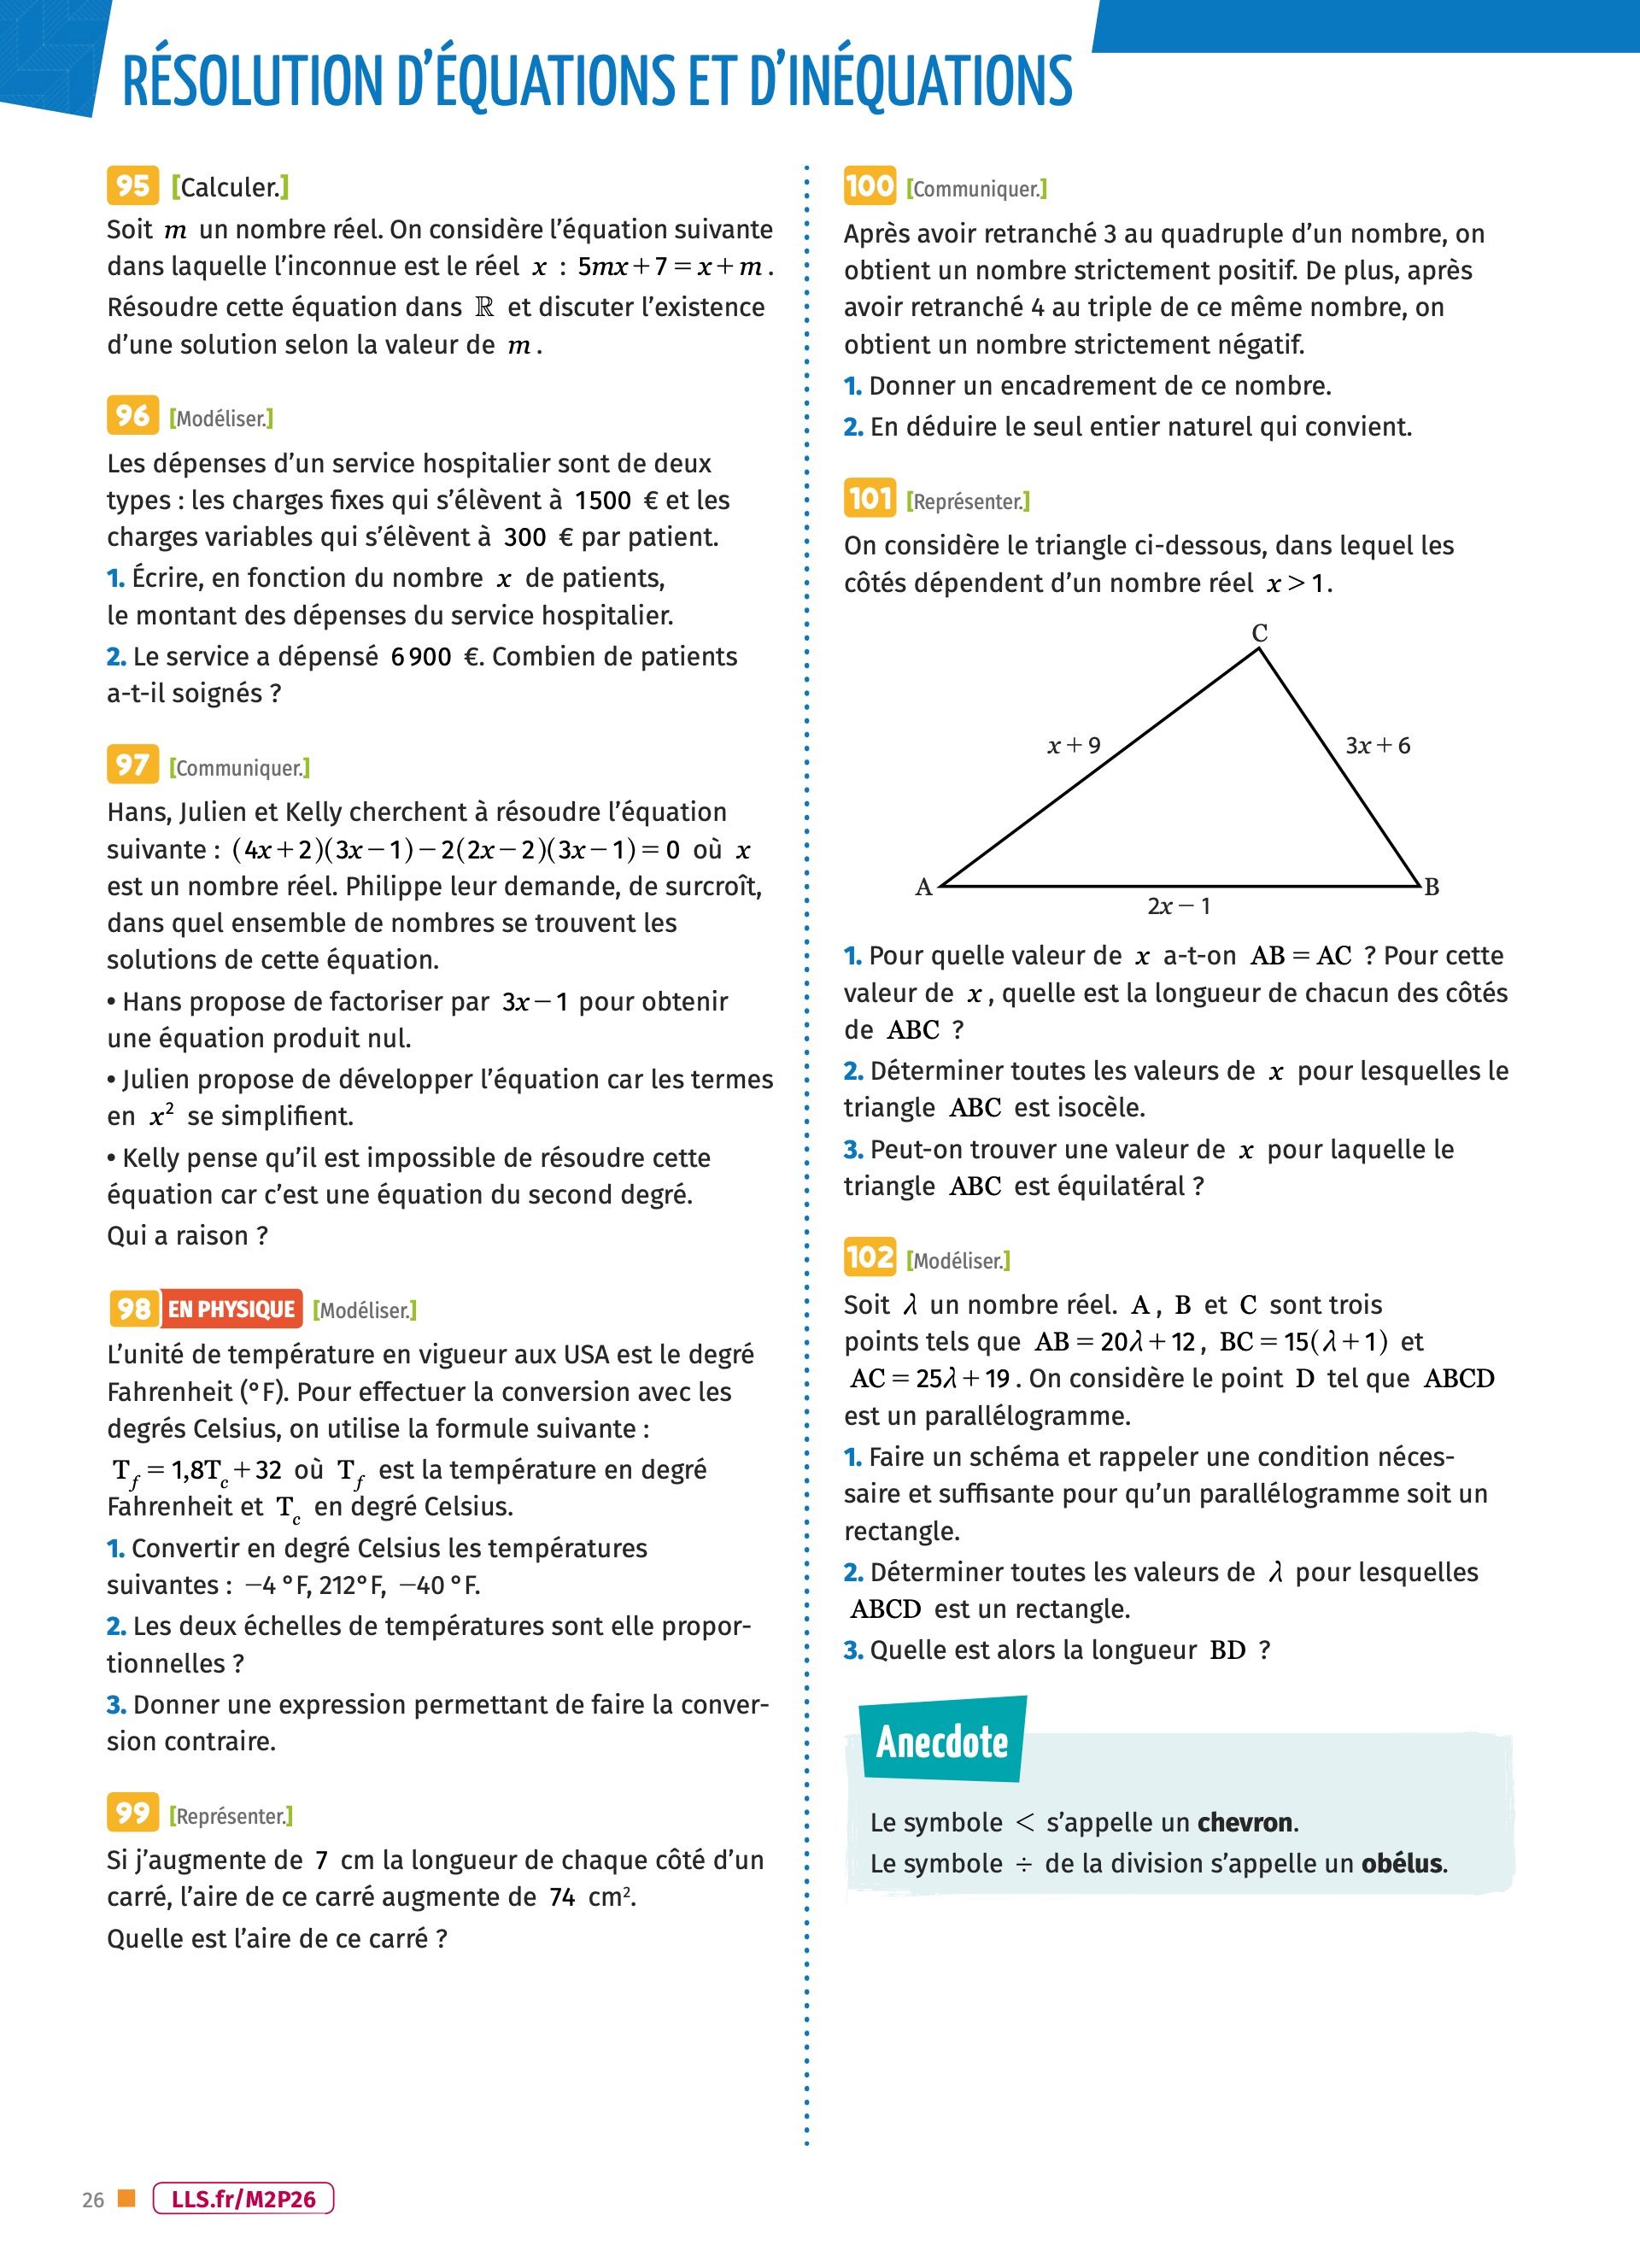 RÉSOLUTION D'ÉQUATIONS ET D'INÉQUATIONS
95 [Calculer.]
Soit m un nombre réel. On considère l'équation suivante
dans laquelle l'inconnue est le réel x : 5mx + 7 = x + m.
Résoudre cette équation dans ℝ et discuter l'existence
d'une solution selon la valeur de m.
96 [Modéliser.]
Les dépenses d'un service hospitalier sont de deux
types : les charges fixes qui s'élèvent à 1500 € et les
charges variables qui s'élèvent à 300 € par patient.
1. Écrire, en fonction du nombre x de patients,
le montant des dépenses du service hospitalier.
2. Le service a dépensé 6 900 €. Combien de patients
a-t-il soignés ?
97 [Communiquer.]
Hans, Julien et Kelly cherchent à résoudre l'équation
suivante : (4x + 2)(3x − 1) − 2(2x − 2)(3x − 1) = 0 où x
est un nombre réel. Philippe leur demande, de surcroît,
dans quel ensemble de nombres se trouvent les
solutions de cette équation.
• Hans propose de factoriser par 3x − 1 pour obtenir
une équation produit nul.
• Julien propose de développer l'équation car les termes
en x² se simplifient.
• Kelly pense qu'il est impossible de résoudre cette
équation car c'est une équation du second degré.
Qui a raison ?
98 EN PHYSIQUE [Modéliser.]
L'unité de température en vigueur aux USA est le degré
Fahrenheit (°F). Pour effectuer la conversion avec les
degrés Celsius, on utilise la formule suivante :
T_f = 1,8T_c + 32 où T_f est la température en degré
Fahrenheit et T_c en degré Celsius.
1. Convertir en degré Celsius les températures
suivantes : −4 °F, 212°F, −40 °F.
2. Les deux échelles de températures sont elle propor-
tionnelles ?
3. Donner une expression permettant de faire la conver-
sion contraire.
99 [Représenter.]
Si j'augmente de 7 cm la longueur de chaque côté d'un
carré, l'aire de ce carré augmente de 74 cm².
Quelle est l'aire de ce carré ?
100 [Communiquer.]
Après avoir retranché 3 au quadruple d'un nombre, on
obtient un nombre strictement positif. De plus, après
avoir retranché 4 au triple de ce même nombre, on
obtient un nombre strictement négatif.
1. Donner un encadrement de ce nombre.
2. En déduire le seul entier naturel qui convient.
101 [Représenter.]
On considère le triangle ci-dessous, dans lequel les
côtés dépendent d'un nombre réel x > 1.
C
x + 9
3x + 6
A
B
2x − 1
1. Pour quelle valeur de x a-t-on AB = AC ? Pour cette
valeur de x, quelle est la longueur de chacun des côtés
de ABC ?
2. Déterminer toutes les valeurs de x pour lesquelles le
triangle ABC est isocèle.
3. Peut-on trouver une valeur de x pour laquelle le
triangle ABC est équilatéral ?
102 [Modéliser.]
Soit λ un nombre réel. A, B et C sont trois
points tels que AB = 20λ + 12, BC = 15(λ + 1) et
AC = 25λ + 19. On considère le point D tel que ABCD
est un parallélogramme.
1. Faire un schéma et rappeler une condition néces-
saire et suffisante pour qu'un parallélogramme soit un
rectangle.
2. Déterminer toutes les valeurs de λ pour lesquelles
ABCD est un rectangle.
3. Quelle est alors la longueur BD ?
Anecdote
Le symbole < s'appelle un chevron.
Le symbole ÷ de la division s'appelle un obélus.
26 LLS.fr/M2P26